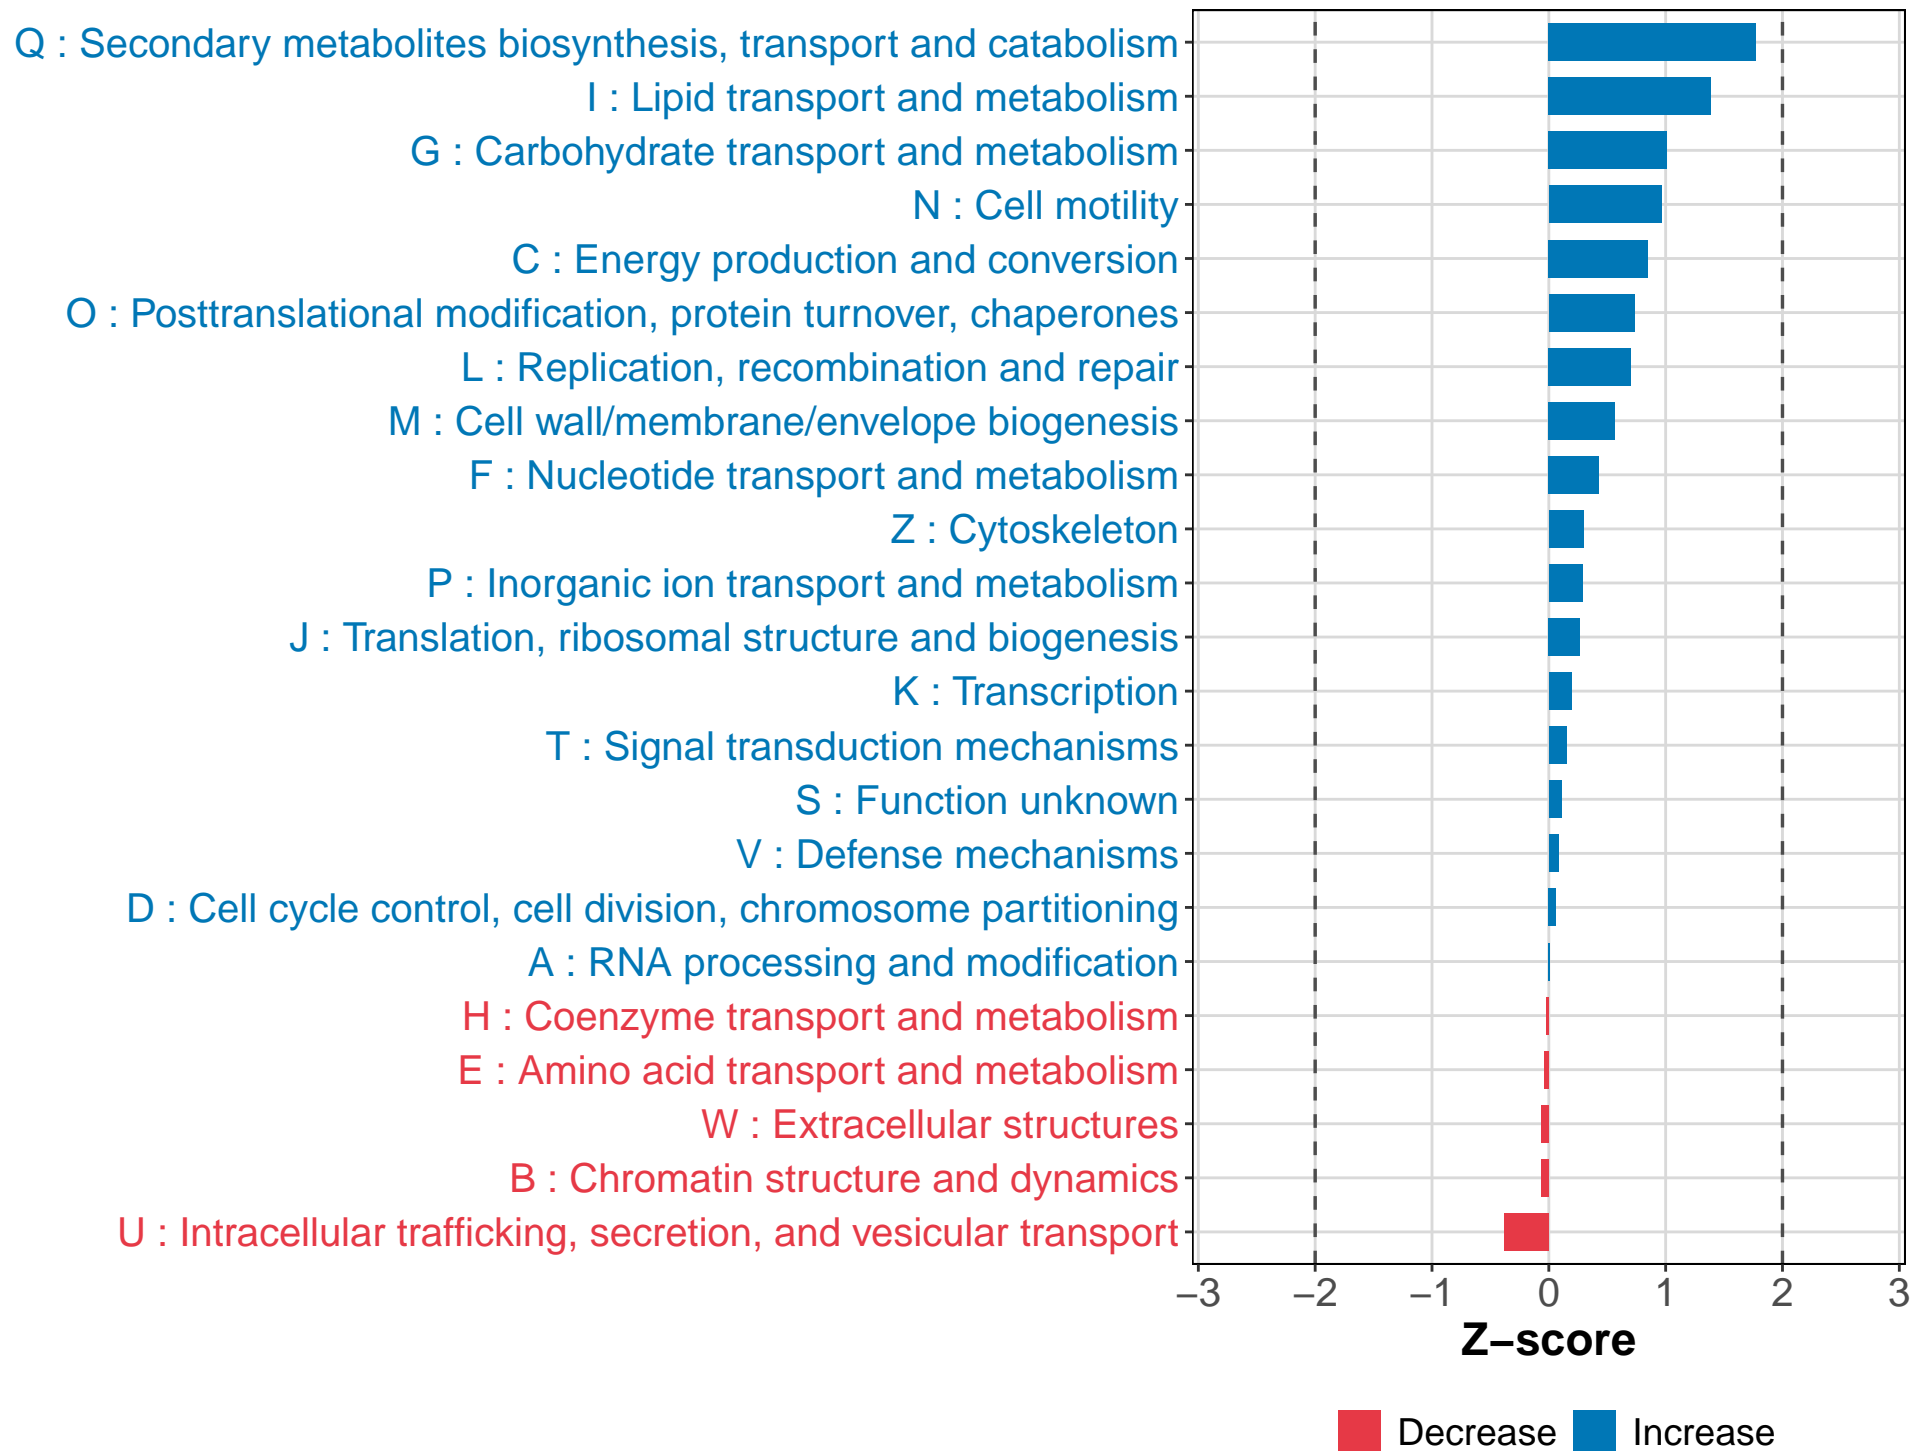 Q : Secondary metabolites biosynthesis, transport and catabolism
I : Lipid transport and metabolism
G : Carbohydrate transport and metabolism
N : Cell motility
C : Energy production and conversion
O : Posttranslational modification, protein turnover, chaperones
L : Replication, recombination and repair
M : Cell wall/membrane/envelope biogenesis
F : Nucleotide transport and metabolism
Z : Cytoskeleton
P : Inorganic ion transport and metabolism
J : Translation, ribosomal structure and biogenesis
K : Transcription
T : Signal transduction mechanisms
S : Function unknown
V : Defense mechanisms
D : Cell cycle control, cell division, chromosome partitioning
A : RNA processing and modification
H : Coenzyme transport and metabolism
E : Amino acid transport and metabolism
W : Extracellular structures
B : Chromatin structure and dynamics
U : Intracellular trafficking, secretion, and vesicular transport
−3 −2 −1 0 1 2 3
Z−score
Decrease Increase